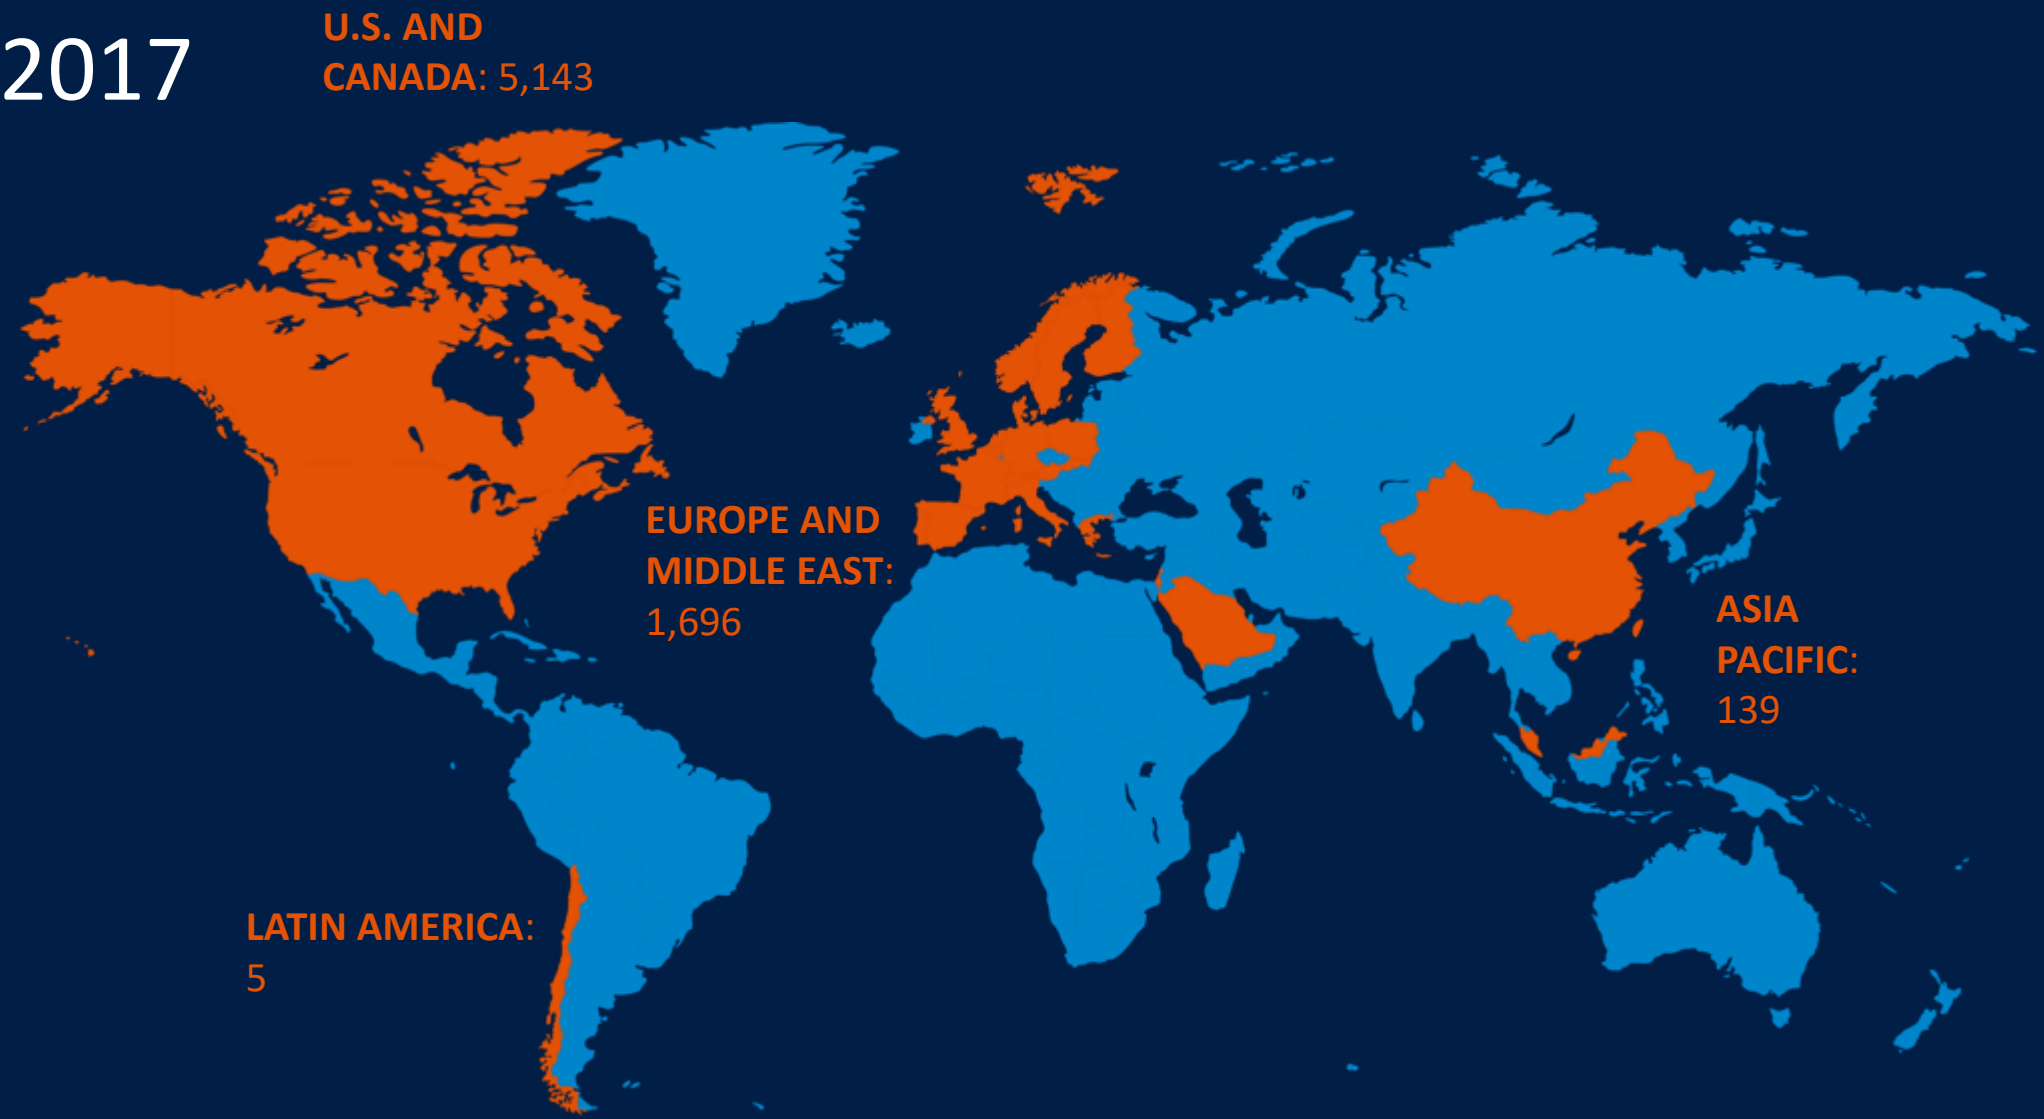 2017
U.S. AND
CANADA: 5,143
EUROPE AND
MIDDLE EAST:
1,696
ASIA
PACIFIC:
139
LATIN AMERICA:
5